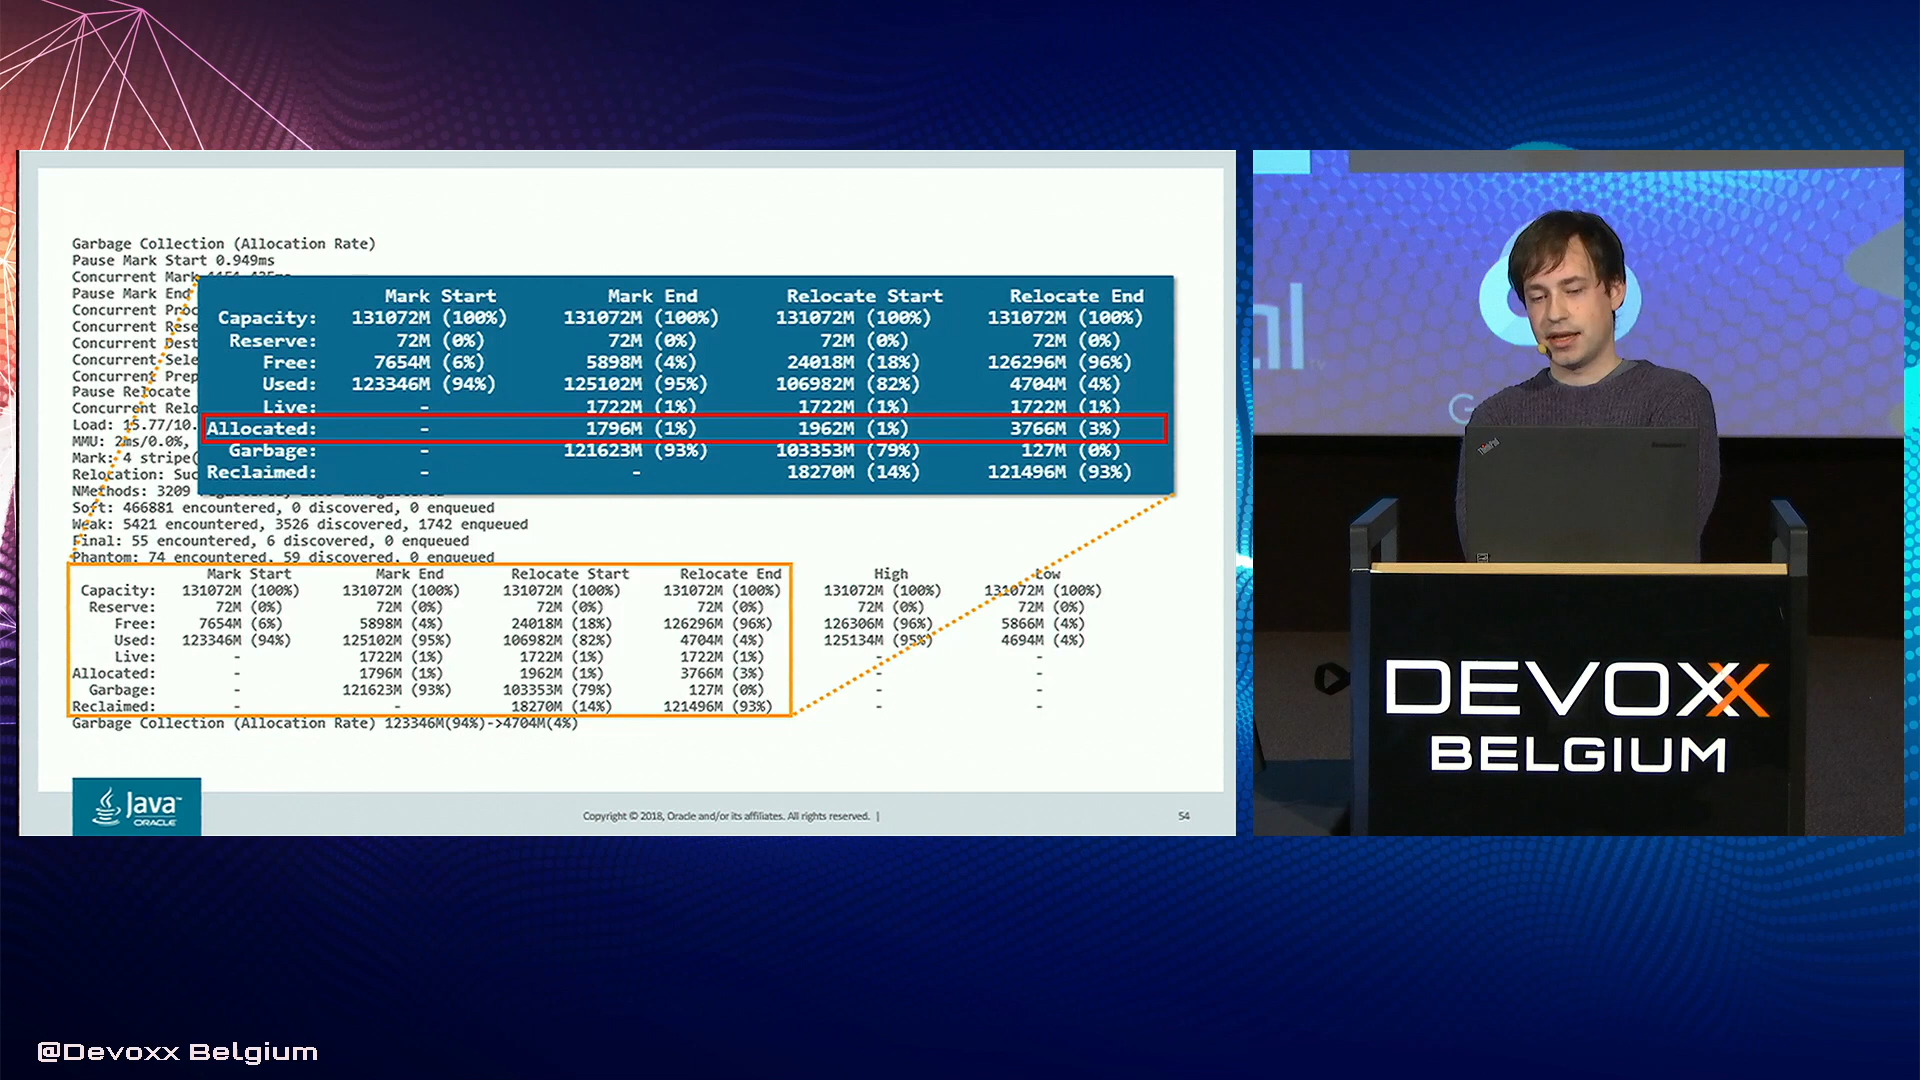 Garbage Collection (Allocation Rate)
Pause Mark Start 0.949ms
Concurrent Mark
Pause Mark End
Concurrent
Concurrent
Concurrent
Concurrent
Concurrent Prep
Pause Relocate
Concurrent
Load: 15.77/10.
MMU: 2ms/0.0%,
Mark: 4 stripe(
Relocation: Suc
NMethods: 3209
Soft: 466881 encountered, 0 discovered, 0 enqueued
Weak: 5421 encountered, 3526 discovered, 1742 enqueued
Final: 55 encountered, 6 discovered, 0 enqueued
Phantom: 74 encountered, 59 discovered, 0 enqueued
Mark Start Mark End Relocate Start Relocate End
Capacity: 131072M (100%) 131072M (100%) 131072M (100%) 131072M (100%)
Reserve: 72M (0%) 72M (0%) 72M (0%) 72M (0%)
Free: 7654M (6%) 5898M (4%) 24018M (18%) 126296M (96%)
Used: 123346M (94%) 125102M (95%) 106982M (82%) 4704M (4%)
Live: - 1722M (1%) 1722M (1%) 1722M (1%)
Allocated: - 1796M (1%) 1962M (1%) 3766M (3%)
Garbage: - 121623M (93%) 103353M (79%) 127M (0%)
Reclaimed: - - 18270M (14%) 121496M (93%)
Mark Start Mark End Relocate Start Relocate End High Low
Capacity: 131072M (100%) 131072M (100%) 131072M (100%) 131072M (100%) 131072M (100%) 131072M (100%)
Reserve: 72M (0%) 72M (0%) 72M (0%) 72M (0%) 72M (0%) 72M (0%)
Free: 7654M (6%) 5898M (4%) 24018M (18%) 126296M (96%) 126306M (96%) 5866M (4%)
Used: 123346M (94%) 125102M (95%) 106982M (82%) 4704M (4%) 125134M (95%) 4694M (4%)
Live: - 1722M (1%) 1722M (1%) 1722M (1%) - -
Allocated: - 1796M (1%) 1962M (1%) 3766M (3%) - -
Garbage: - 121623M (93%) 103353M (79%) 127M (0%) - -
Reclaimed: - - 18270M (14%) 121496M (93%) - -
Garbage Collection (Allocation Rate) 123346M(94%)->4704M(4%)
Java
ORACLE
Copyright © 2018, Oracle and/or its affiliates. All rights reserved. |
54
ThinkPad
DEVOXX
BELGIUM
@Devoxx Belgium